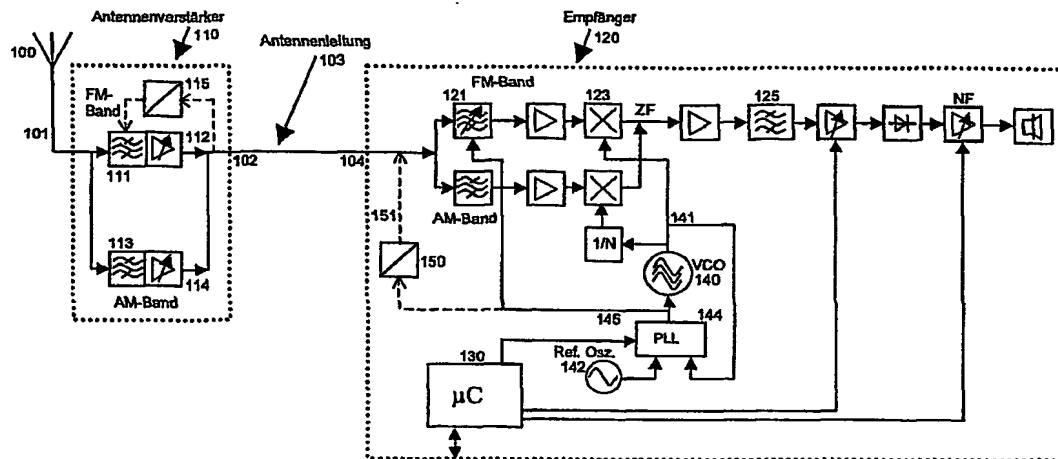 Antennenverstärker
110
Antennenleitung
103
Empfänger
120
100
115
FM-
Band
101
112
111
102
104
113
114
AM-Band
FM-Band
121
123
ZF
125
NF
AM-Band
151
150
1/N
141
VCO
140
145
144
PLL
Ref. Osz.
142
130
µC